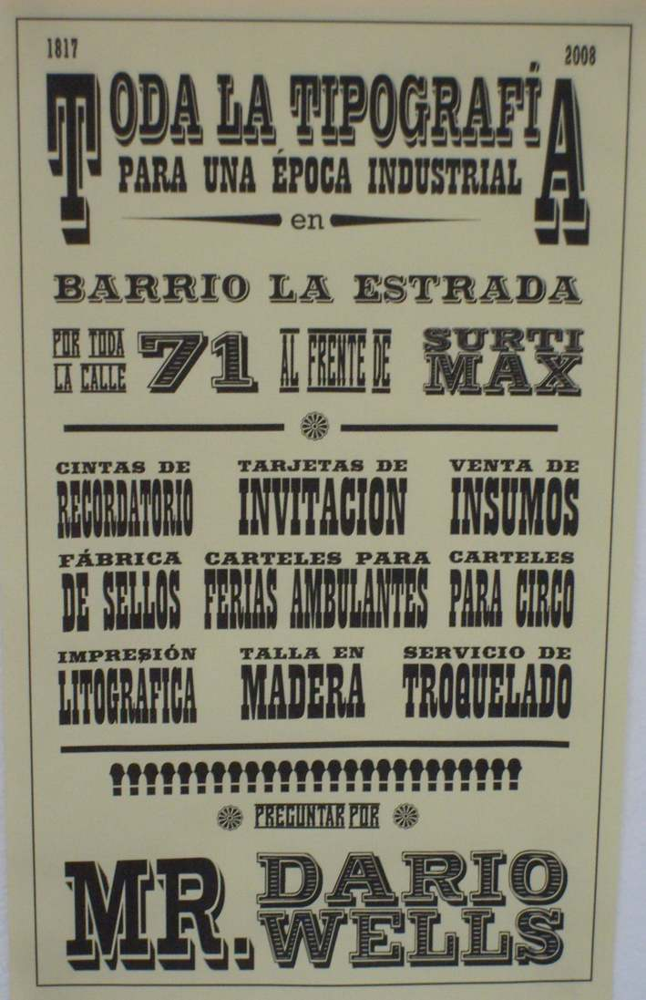 1817 2008
TODA LA TIPOGRAFÍA
PARA UNA ÉPOCA INDUSTRIAL
en
BARRIO LA ESTRADA
POR TODA LA CALLE 71 AL FRENTE DE SURTI MAX
CINTAS DE TARJETAS DE VENTA DE
RECORDATORIO INVITACION INSUMOS
FÁBRICA CARTELES PARA CARTELES
DE SELLOS FERIAS AMBULANTES PARA CIRCO
IMPRESIÓN TALLA EN SERVICIO DE
LITOGRAFICA MADERA TROQUELADO
PREGUNTAR POR
MR. DARIO WELLS